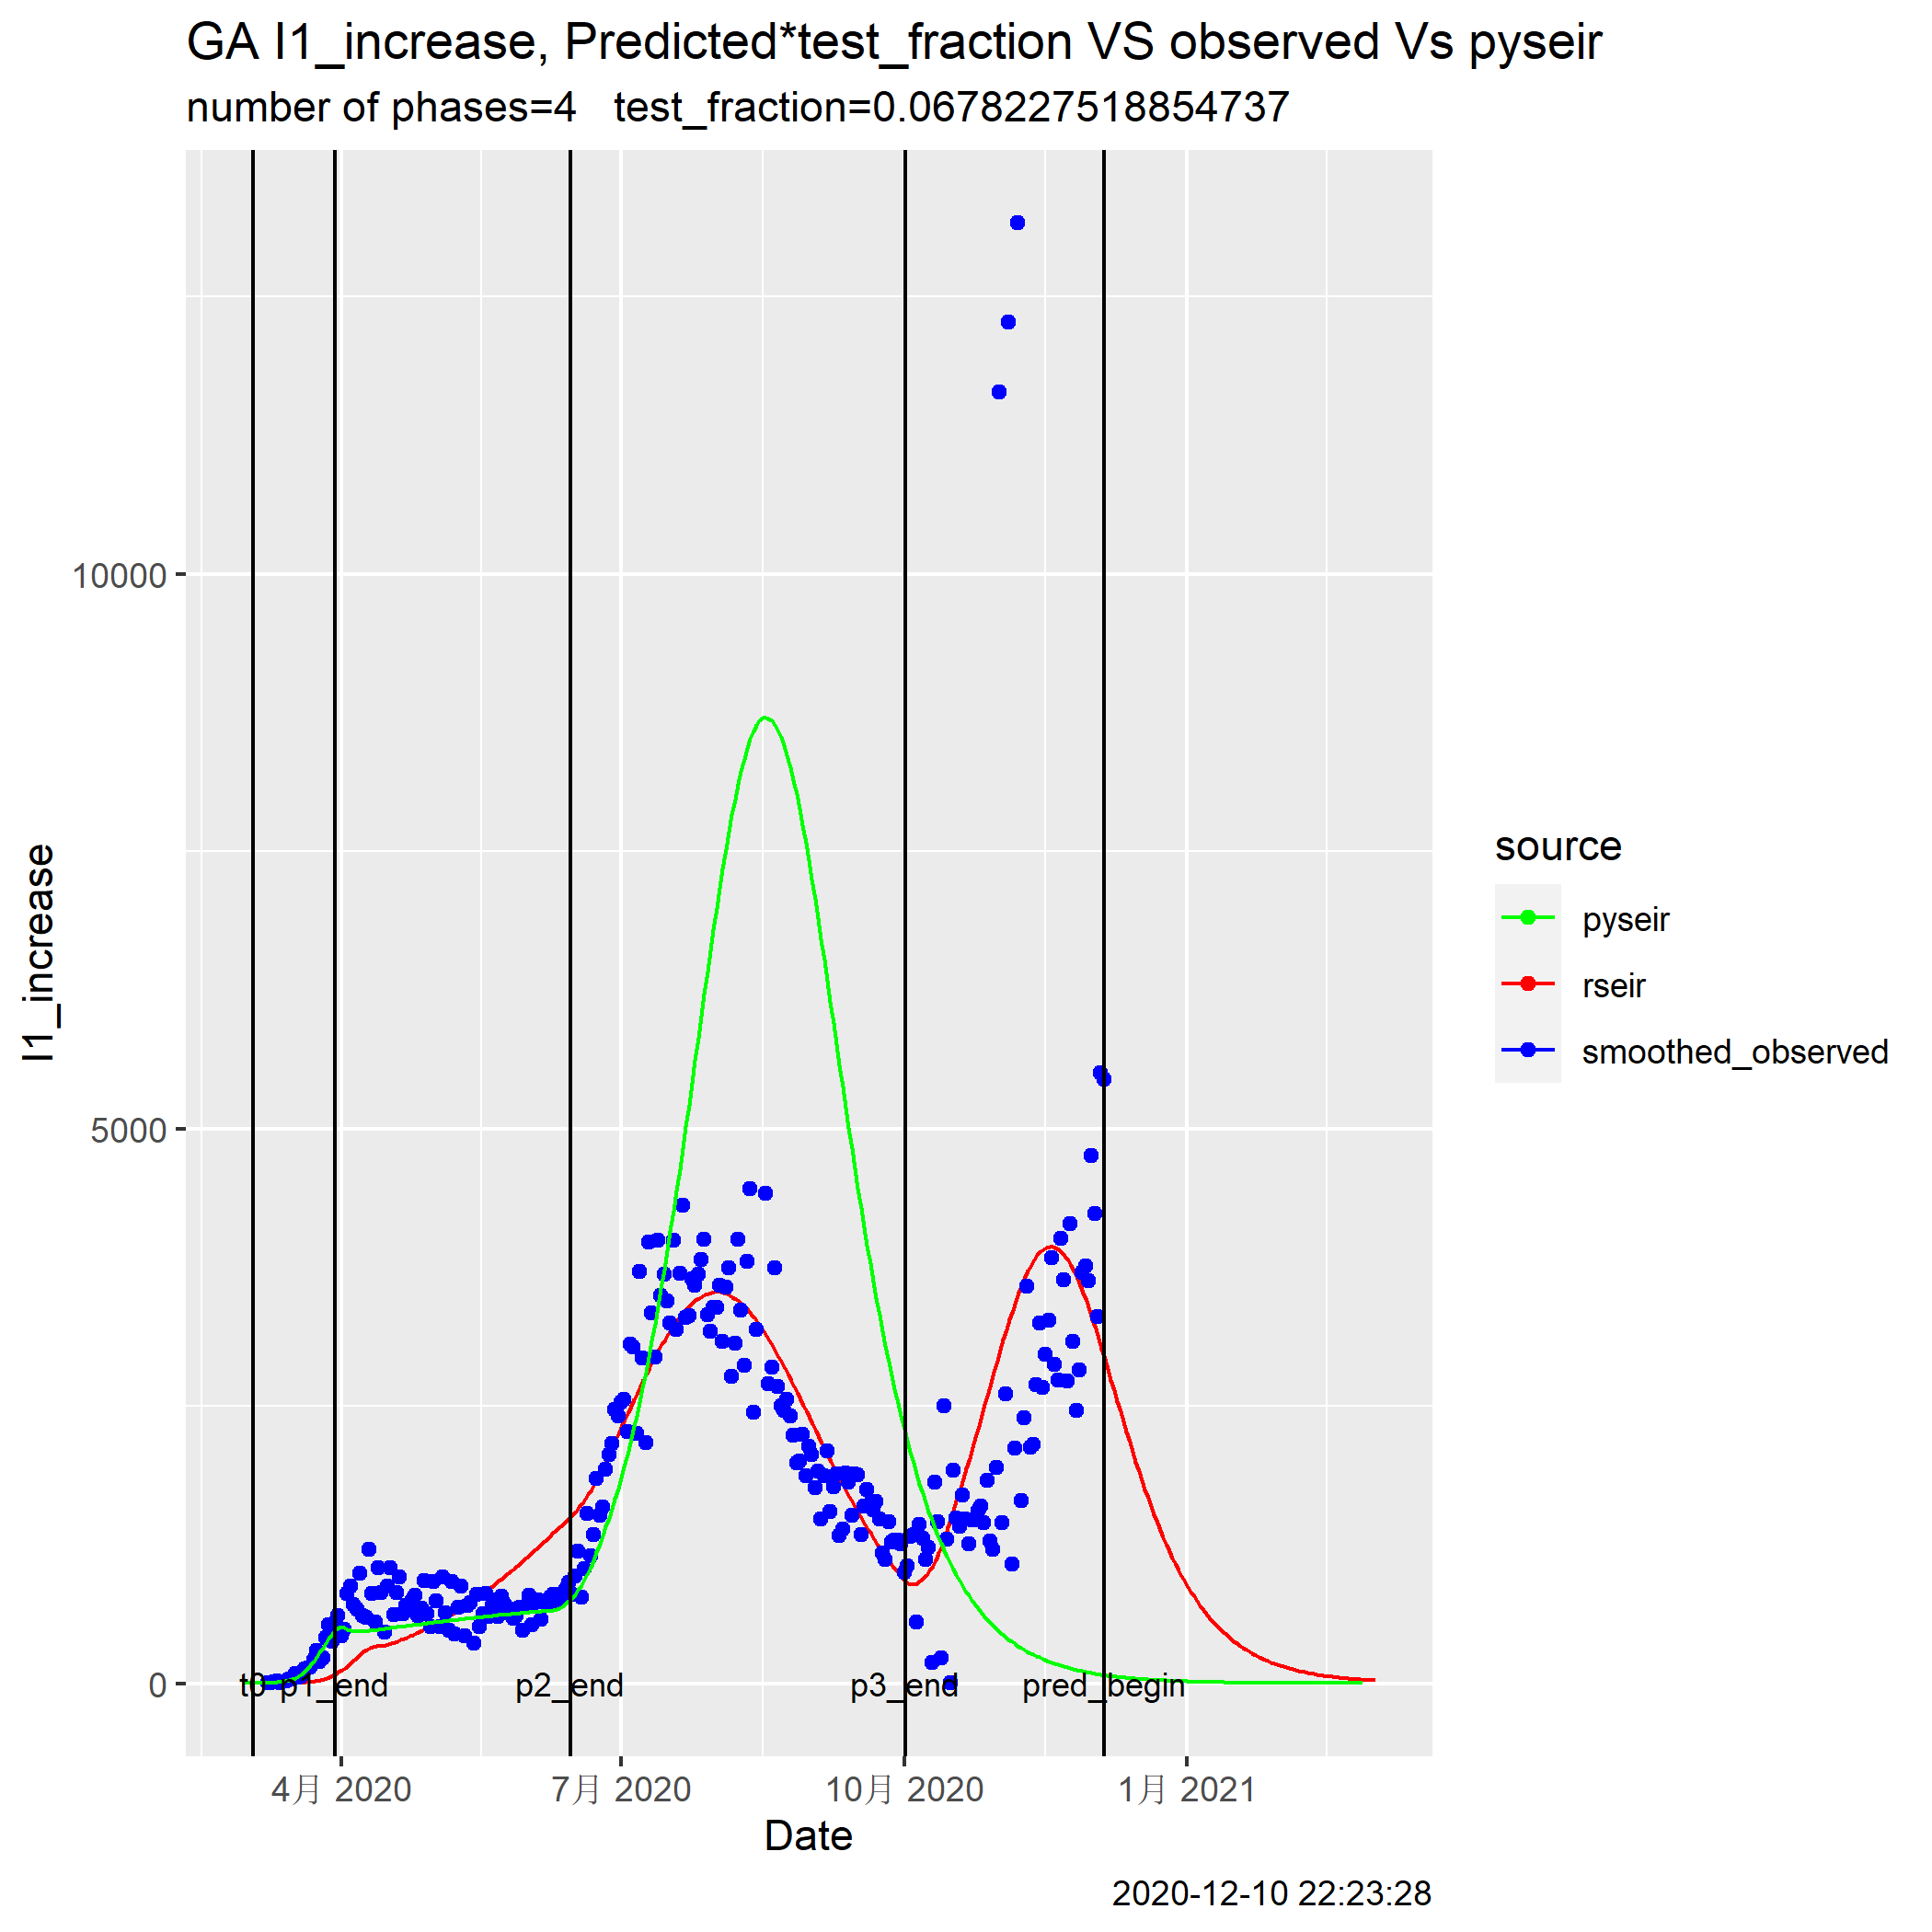 GA I1_increase, Predicted*test_fraction VS observed Vs pyseir
number of phases=4   test_fraction=0.0678227518854737
10000
5000
0
I1_increase
t0 p1_end p2_end p3_end pred_begin
4月 2020 7月 2020 10月 2020 1月 2021
Date
source
pyseir
rseir
smoothed_observed
2020-12-10 22:23:28